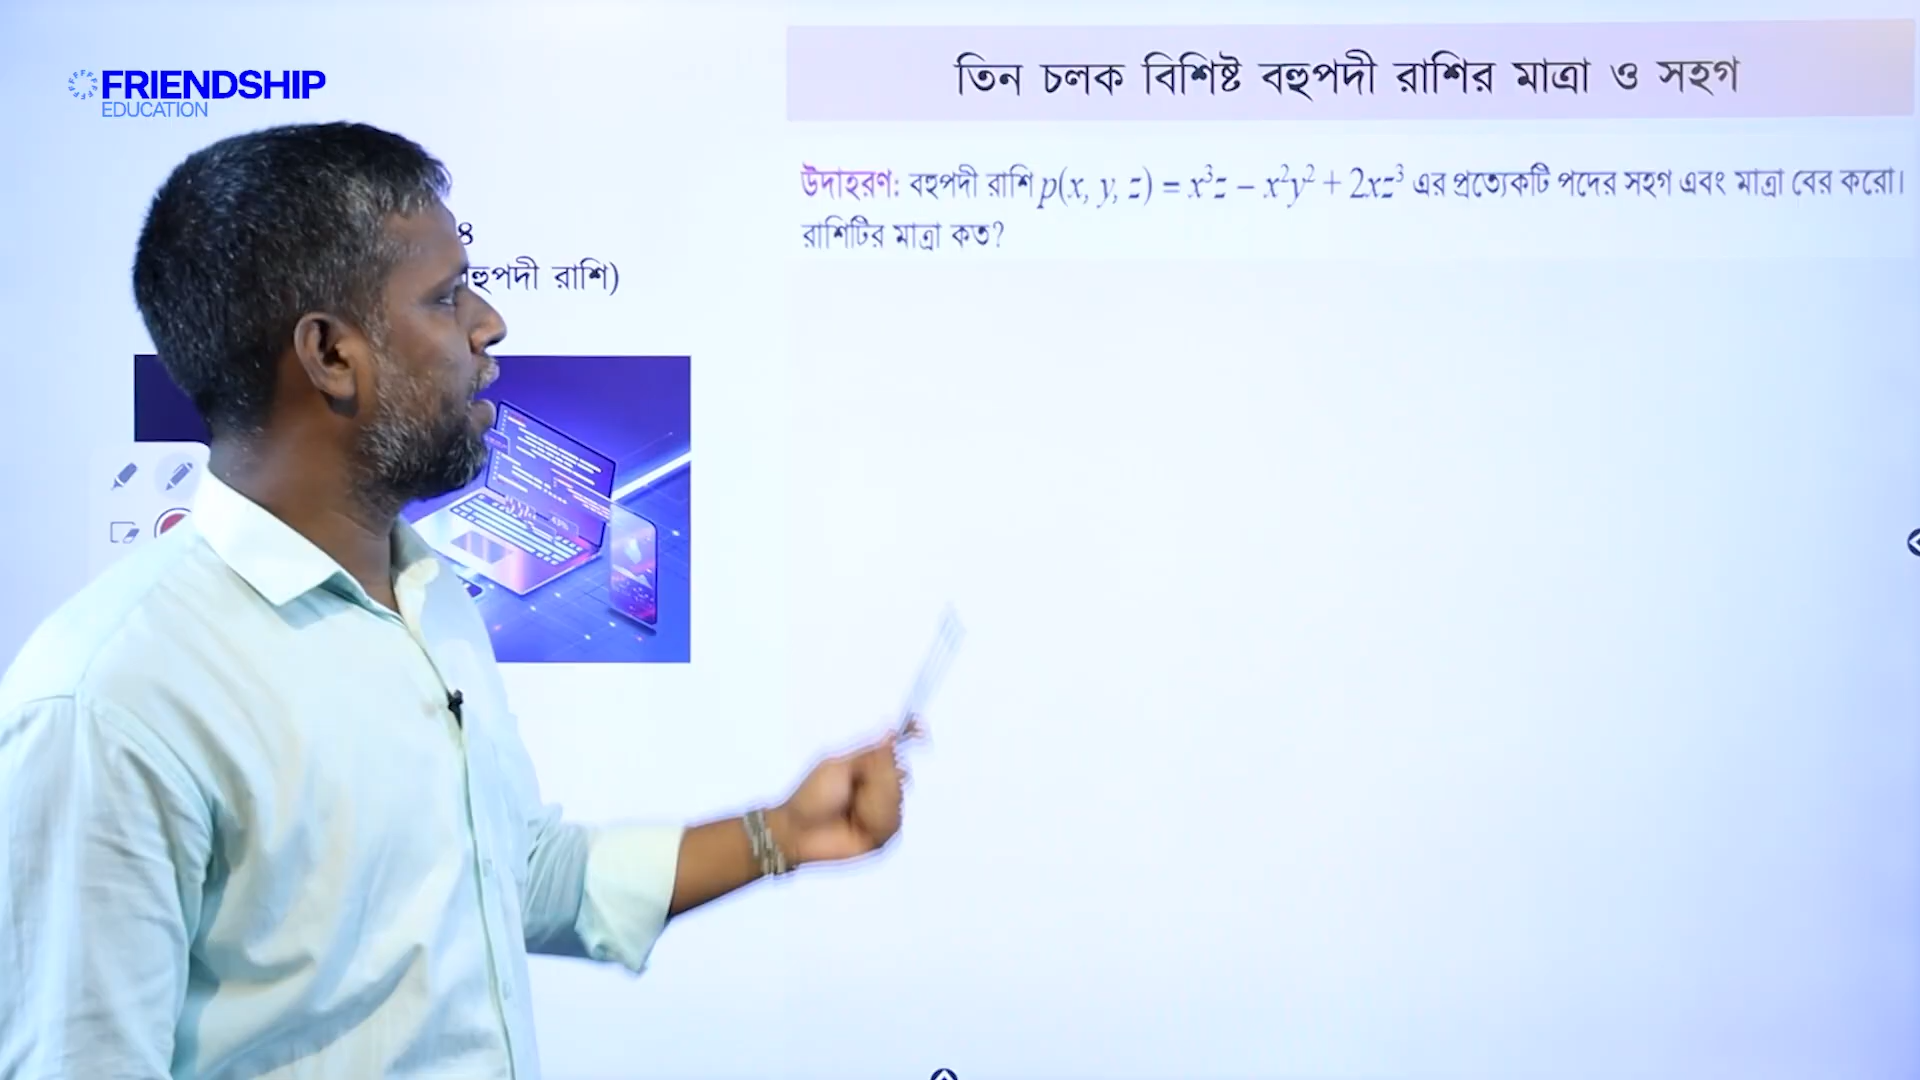 FRIENDSHIP
EDUCATION
তিন চলক বিশিষ্ট বহুপদী রাশির মাত্রা ও সহগ
উদাহরণ: বহুপদী রাশি p(x, y, z) = x³z – x²y² + 2xz³ এর প্রত্যেকটি পদের সহগ এবং মাত্রা বের করো।
রাশিটির মাত্রা কত?
৪
বহুপদী রাশি)